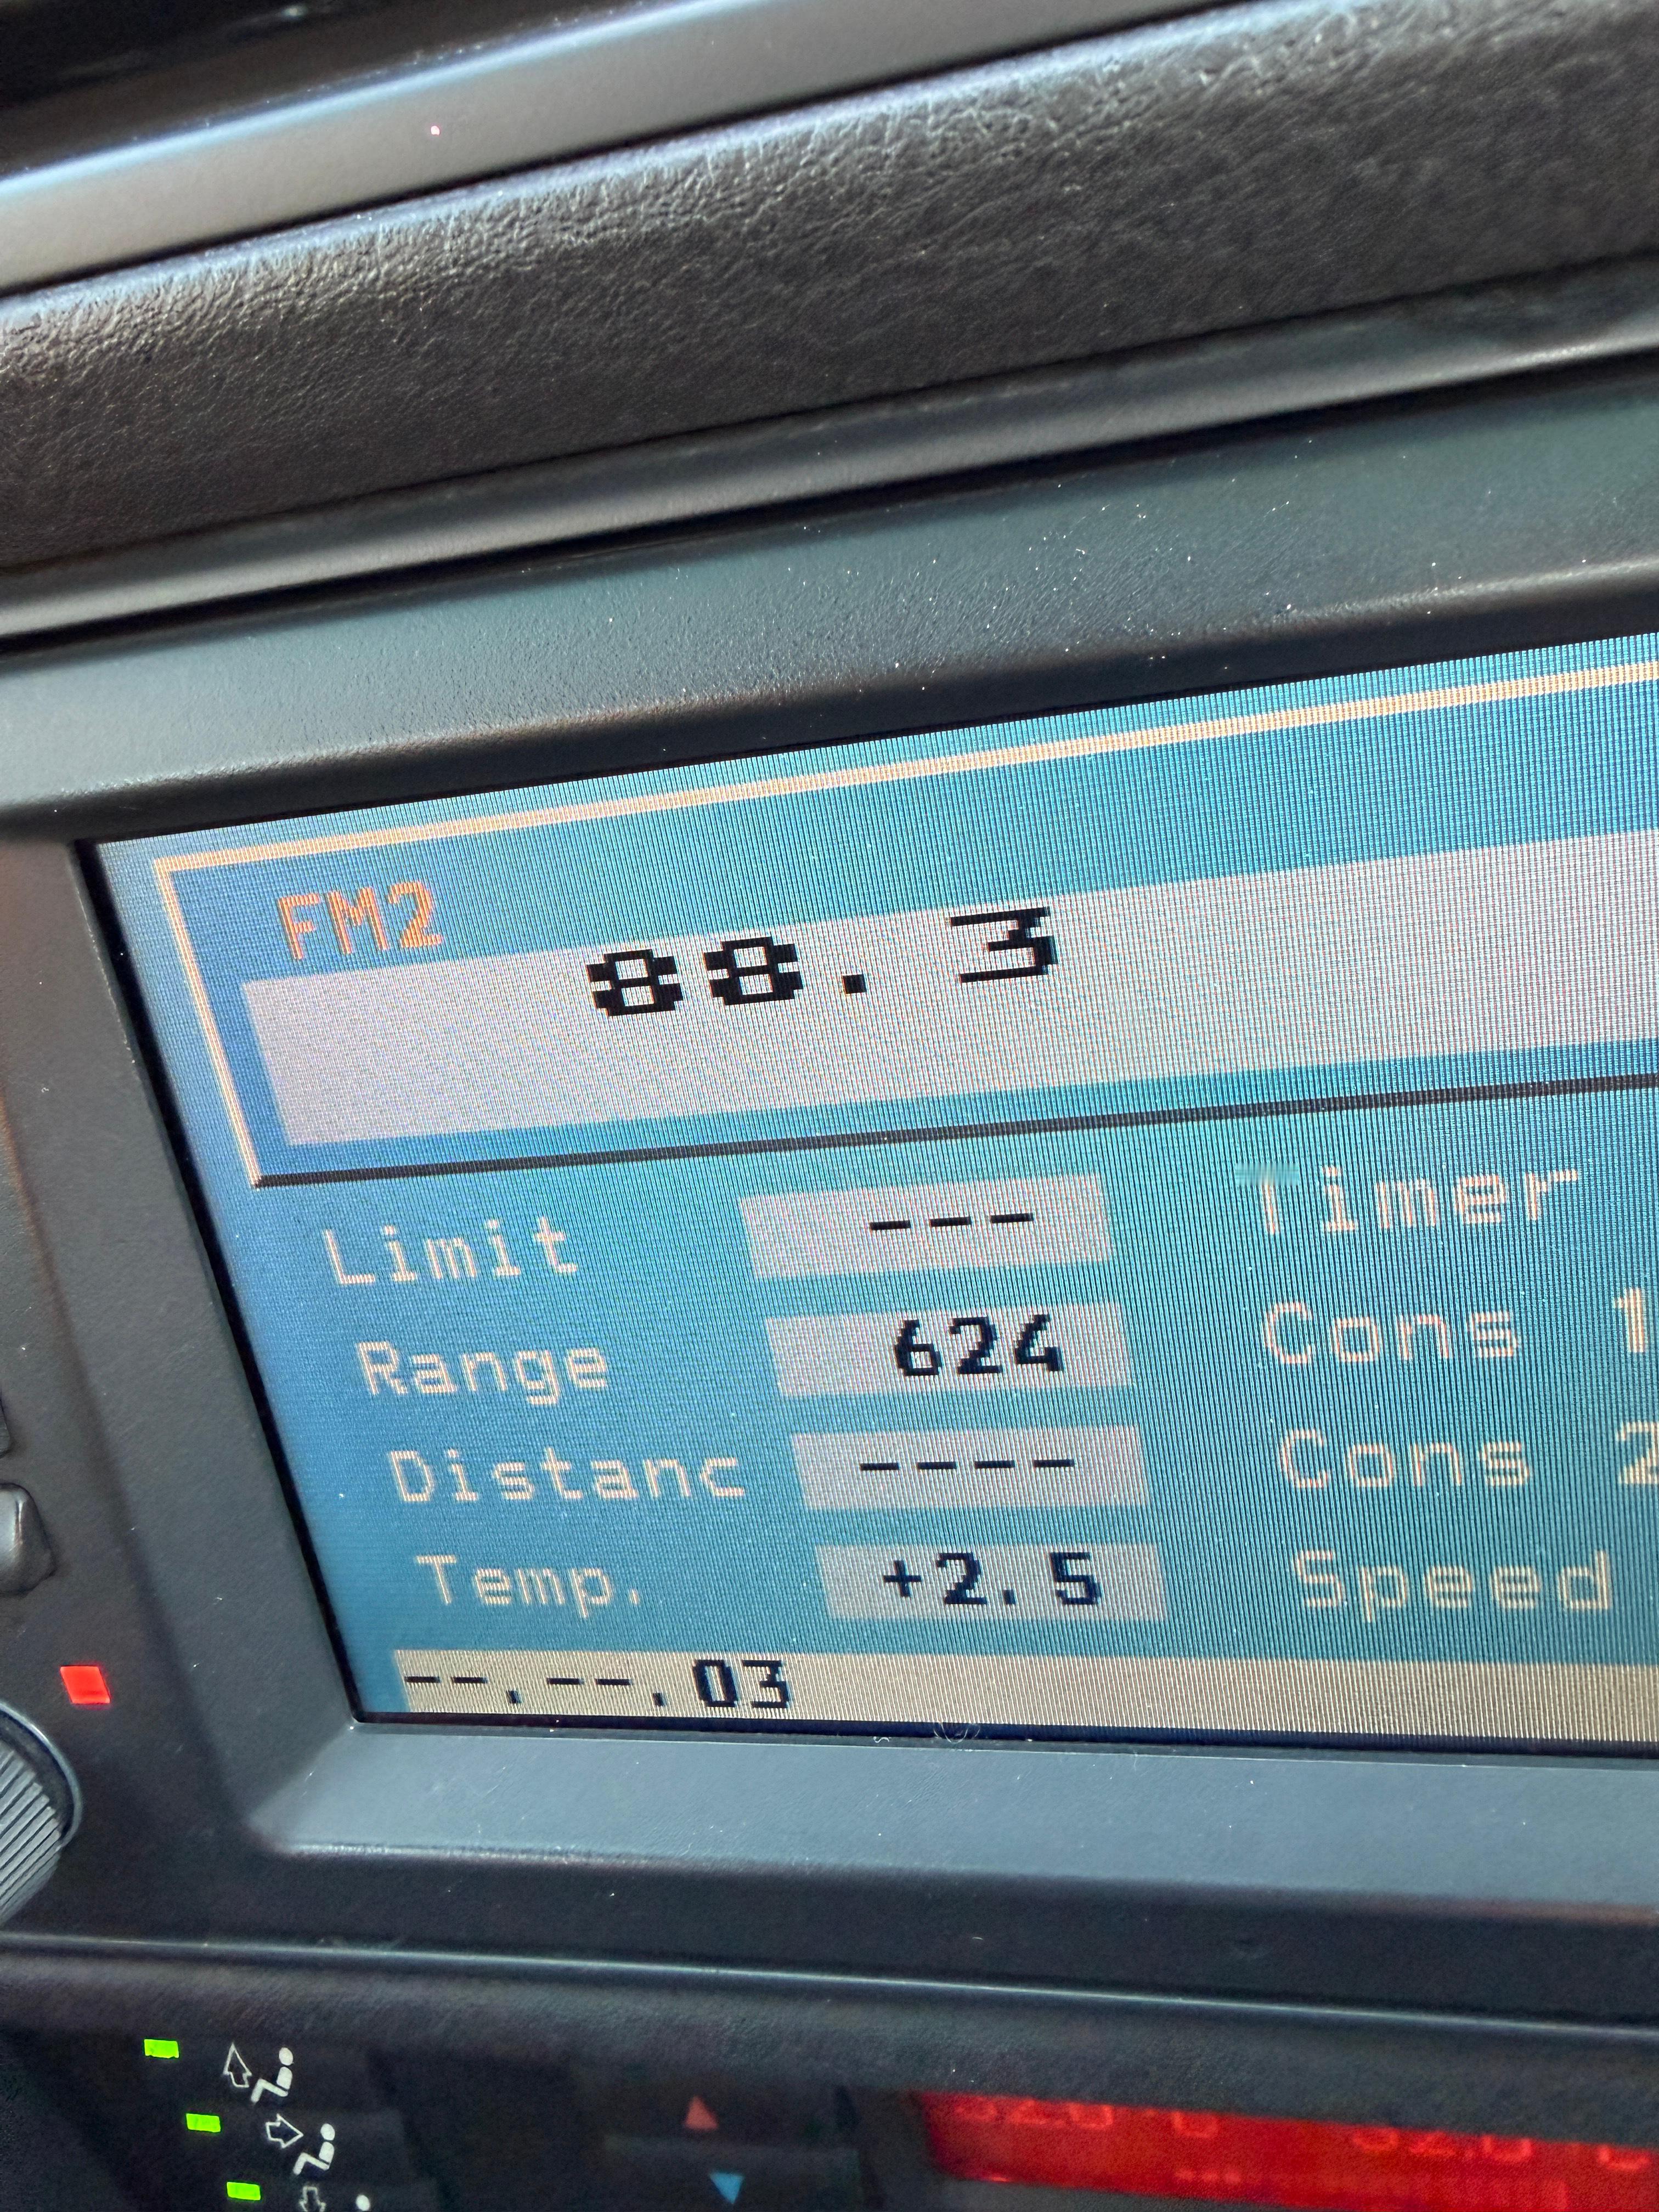 FM2
88.3
Limit --- Timer
Range 624 Cons 1
Distanc ---- Cons 2
Temp. +2.5 Speed
--.--.03